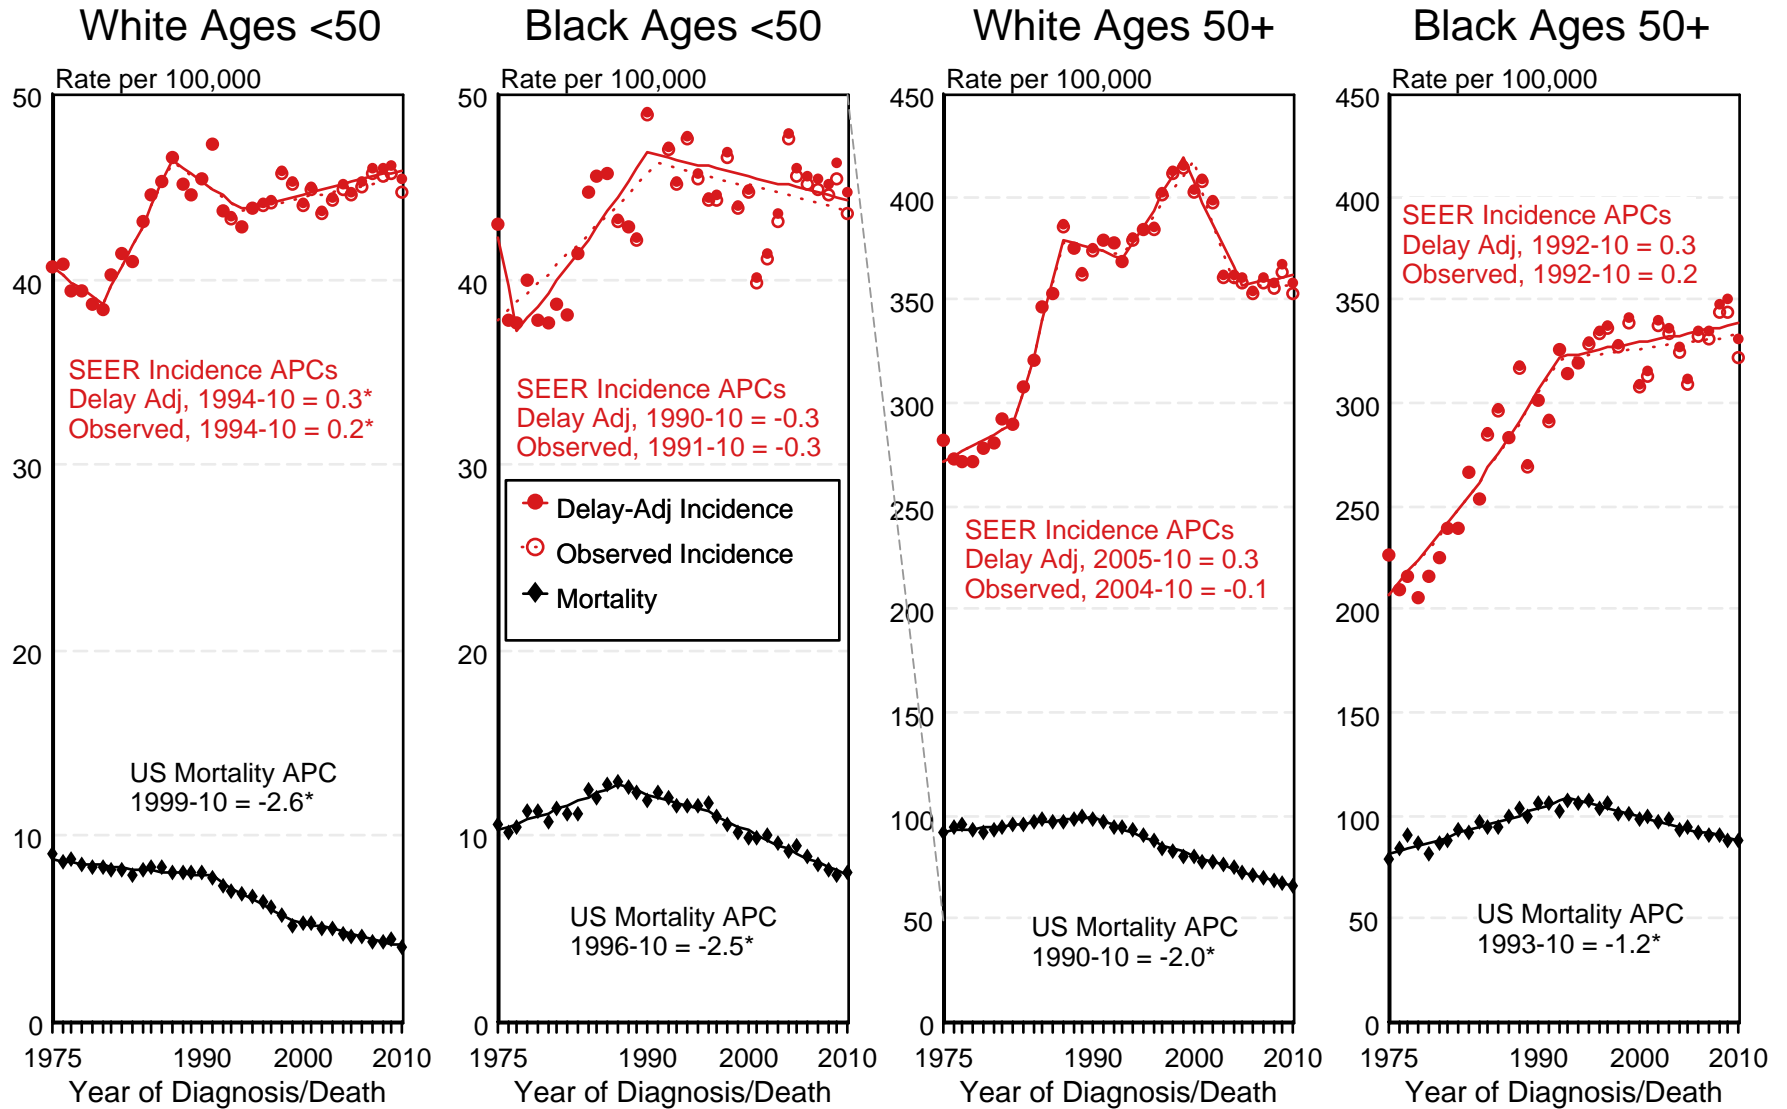 White Ages <50
Black Ages <50
White Ages 50+
Black Ages 50+
Rate per 100,000
50
40
30
20
10
0
SEER Incidence APCs
Delay Adj, 1994-10 = 0.3*
Observed, 1994-10 = 0.2*
US Mortality APC
1999-10 = -2.6*
1975
1990
2000
2010
Year of Diagnosis/Death
Rate per 100,000
50
40
30
20
10
0
SEER Incidence APCs
Delay Adj, 1990-10 = -0.3
Observed, 1991-10 = -0.3
Delay-Adj Incidence
Observed Incidence
Mortality
US Mortality APC
1996-10 = -2.5*
1975
1990
2000
2010
Year of Diagnosis/Death
Rate per 100,000
450
400
350
300
250
200
150
100
50
0
SEER Incidence APCs
Delay Adj, 2005-10 = 0.3
Observed, 2004-10 = -0.1
US Mortality APC
1990-10 = -2.0*
1975
1990
2000
2010
Year of Diagnosis/Death
Rate per 100,000
450
400
350
300
250
200
150
100
50
0
SEER Incidence APCs
Delay Adj, 1992-10 = 0.3
Observed, 1992-10 = 0.2
US Mortality APC
1993-10 = -1.2*
1975
1990
2000
2010
Year of Diagnosis/Death